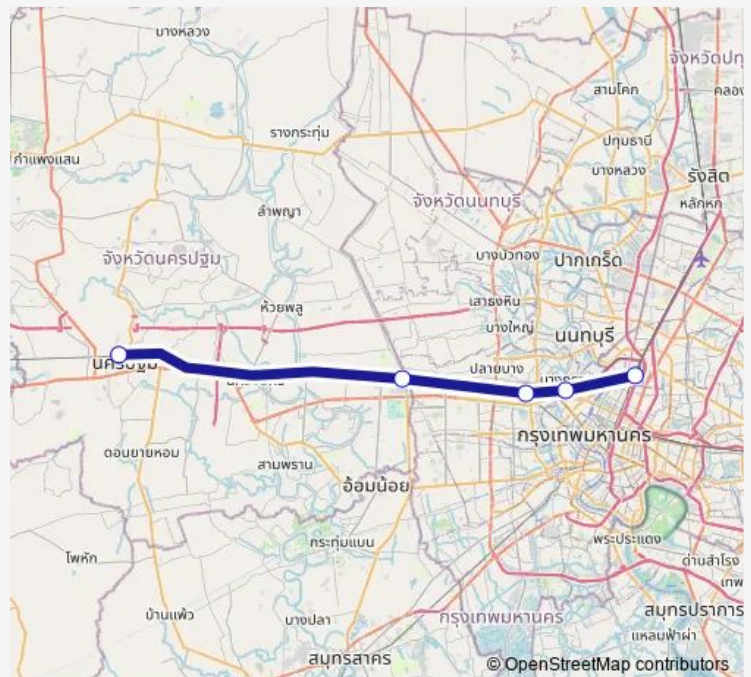 บางหลวง
จังหวัดปทุ
สามโคก
คลอง
รางกระทุ่ม
ปทุมธานี
กำแพงแสน
บางหลวง
รังสิต
หลักหก
จังหวัดนนทบุรี
ลำพญา
บางบัวทอง
ปากเกร็ด
จังหวัดนครปฐม
เสาธงหิน
ห้วยพลู
บางใหญ่
นนทบุรี
นครปฐม
ปลายบาง
กรุงเทพมหานคร
ดอนยายหอม
สามพราน
อ้อมน้อย
กระทุ่มแบน
พระประแดง
โพหัก
ด่านสำโรง
เทพ
บ้านแพ้ว
บางปลา
กรุงเทพมหานคร
สมุทรปราการ
แหลมฟ้าผ่า
สมุทรสาคร
© OpenStreetMap contributors